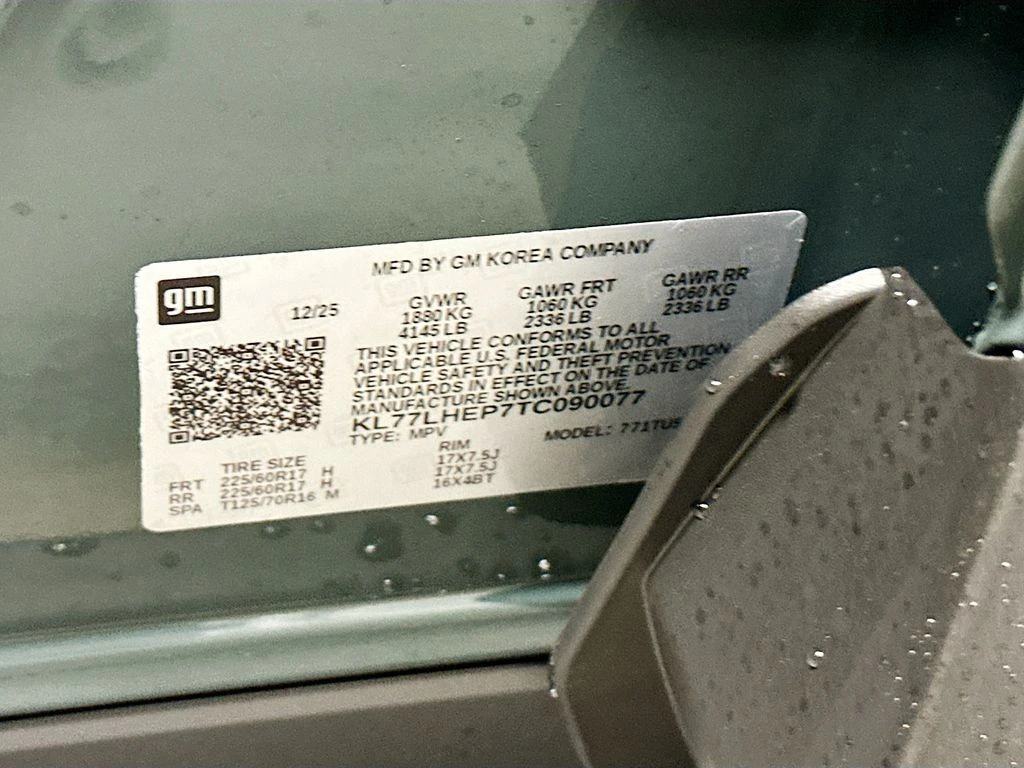 MFD BY GM KOREA COMPANY
gm
12/25
GVWR GAWR FRT GAWR RR
1880 KG 1060 KG 1060 KG
4145 LB 2336 LB 2336 LB
THIS VEHICLE CONFORMS TO ALL
APPLICABLE U.S. FEDERAL MOTOR
VEHICLE SAFETY AND THEFT PREVENTION
STANDARDS IN EFFECT ON THE DATE OF
MANUFACTURE SHOWN ABOVE.
KL77LHEP7TC090077
TYPE: MPV MODEL:
TIRE SIZE RIM
FRT 225/60R17 H 17X7.5J
RR 225/60R17 H 17X7.5J
SPA T125/70R16 M 16X4BT